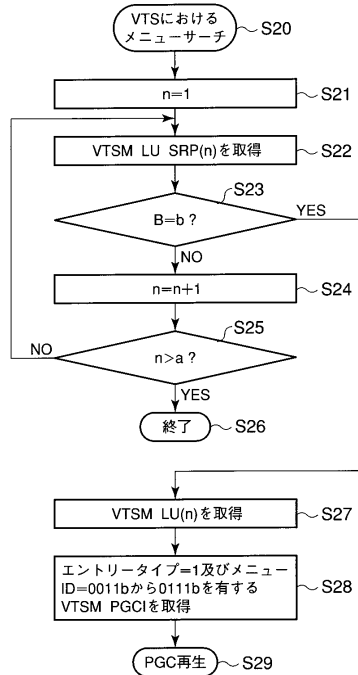 VTSにおける
メニューサーチ
S20
n=1
S21
VTSM LU SRP(n)を取得
S22
S23
B=b ?
YES
NO
n=n+1
S24
S25
n>a ?
NO
YES
終了
S26
VTSM LU(n)を取得
S27
エントリータイプ=1及びメニュー
ID=0011bから0111bを有する
VTSM PGCIを取得
S28
PGC再生
S29